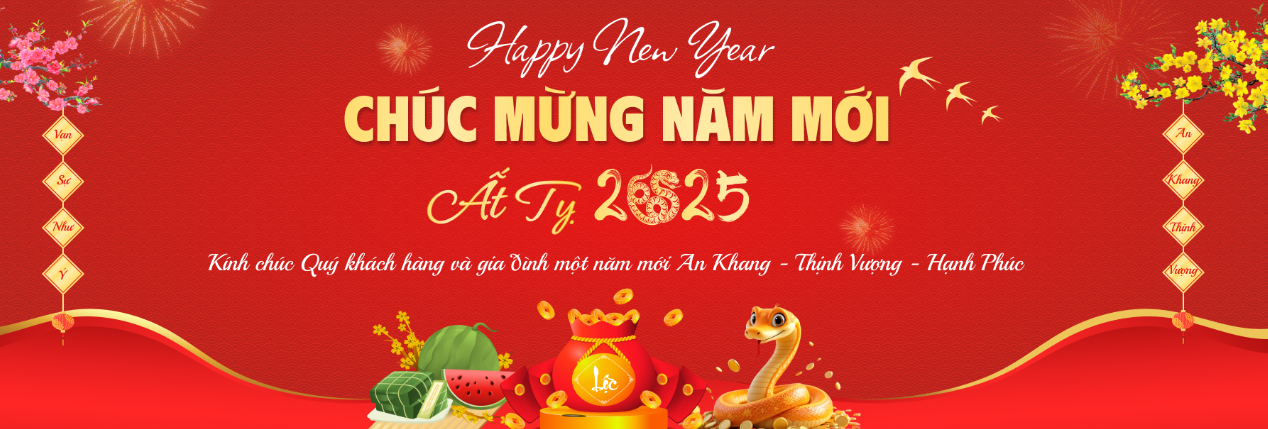 Happy New Year
CHÚC MỪNG NĂM MỚI
Ất Tỵ 2025
Kính chúc Quý khách hàng và gia đình một năm mới An Khang - Thịnh Vượng - Hạnh Phúc
Vạn
Sự
Như
Ý
An
Khang
Thịnh
Vượng
Lộc